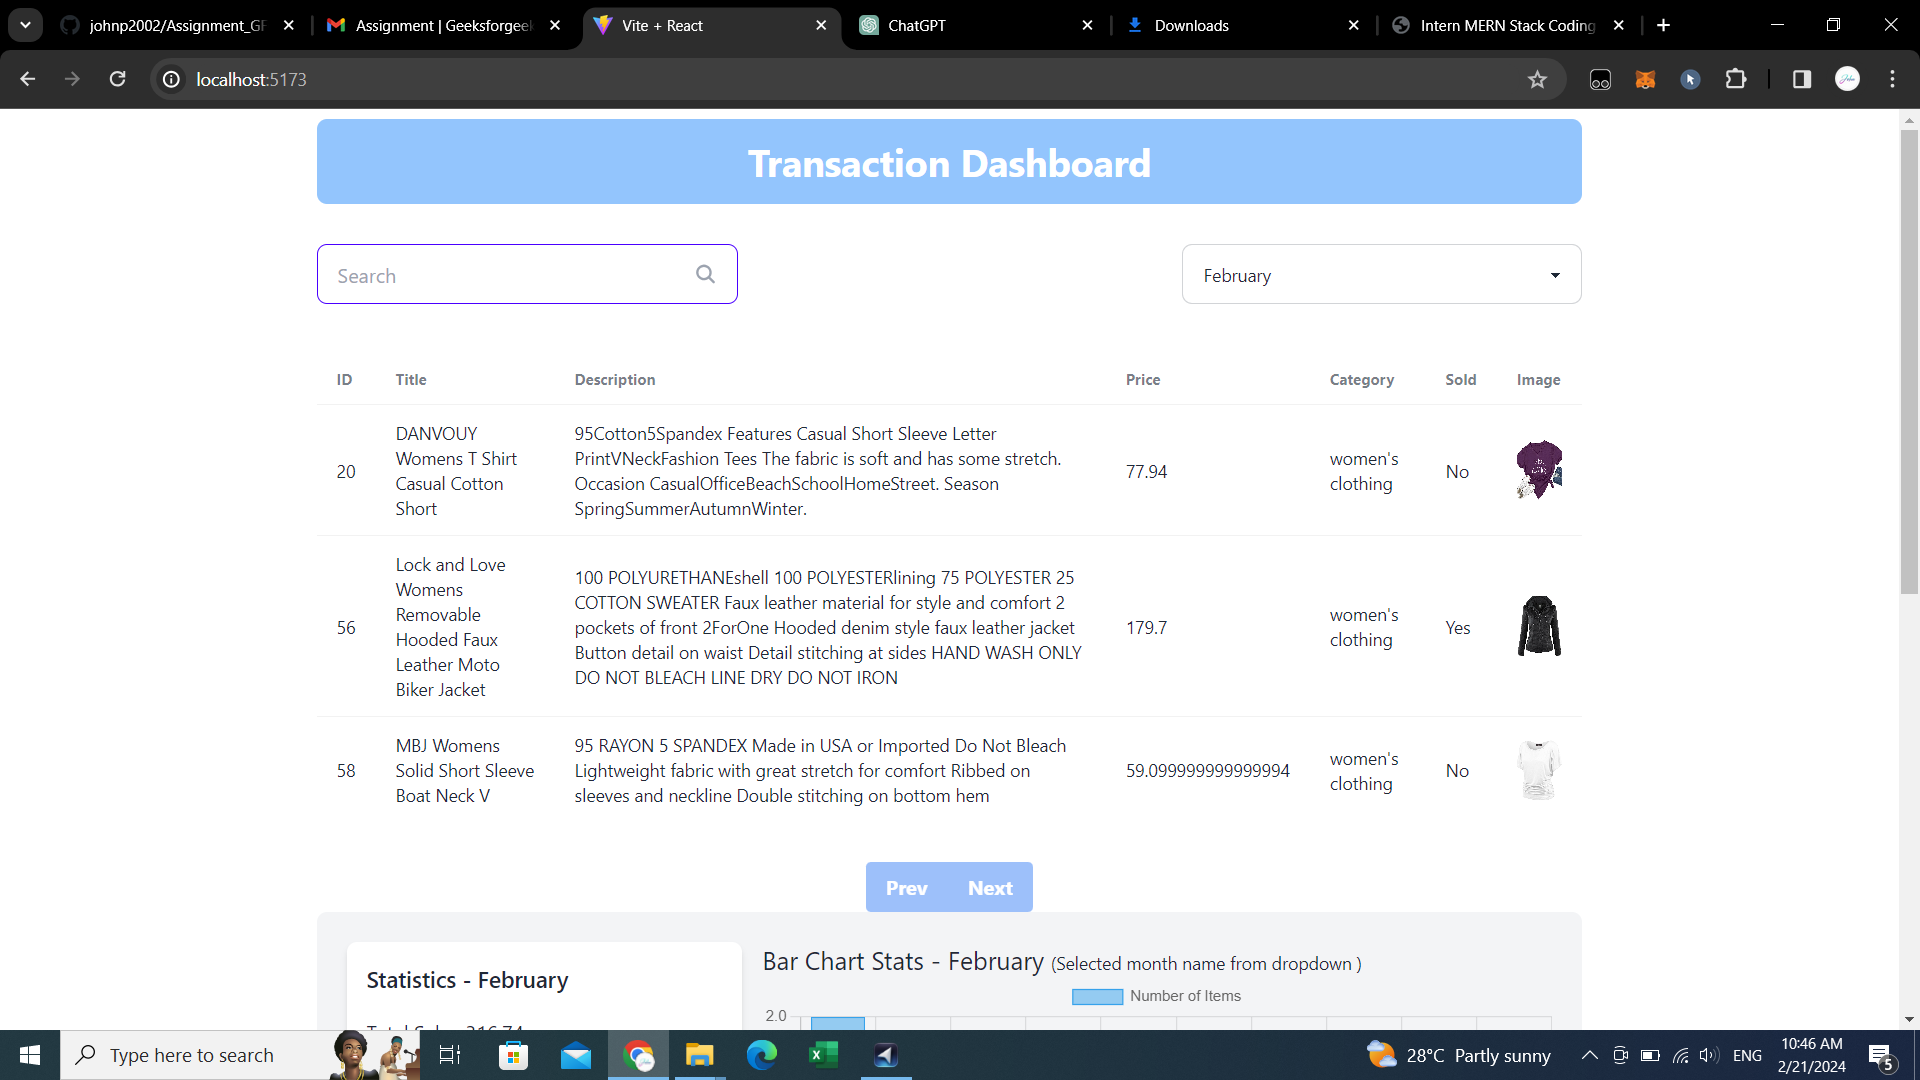 johnp2002/Assignment_GF
Assignment | Geeksforgeek
Vite + React
ChatGPT
Downloads
Intern MERN Stack Coding
localhost:5173
Transaction Dashboard
Search
February
ID Title Description Price Category Sold Image
20
DANVOUY
Womens T Shirt
Casual Cotton
Short
95Cotton5Spandex Features Casual Short Sleeve Letter
PrintVNeckFashion Tees The fabric is soft and has some stretch.
Occasion CasualOfficeBeachSchoolHomeStreet. Season
SpringSummerAutumnWinter.
77.94
women's
clothing
No
56
Lock and Love
Womens
Removable
Hooded Faux
Leather Moto
Biker Jacket
100 POLYURETHANEshell 100 POLYESTERlining 75 POLYESTER 25
COTTON SWEATER Faux leather material for style and comfort 2
pockets of front 2ForOne Hooded denim style faux leather jacket
Button detail on waist Detail stitching at sides HAND WASH ONLY
DO NOT BLEACH LINE DRY DO NOT IRON
179.7
women's
clothing
Yes
58
MBJ Womens
Solid Short Sleeve
Boat Neck V
95 RAYON 5 SPANDEX Made in USA or Imported Do Not Bleach
Lightweight fabric with great stretch for comfort Ribbed on
sleeves and neckline Double stitching on bottom hem
59.099999999999994
women's
clothing
No
Prev Next
Statistics - February
Bar Chart Stats - February (Selected month name from dropdown )
Number of Items
2.0
Type here to search
28°C Partly sunny
ENG
10:46 AM
2/21/2024
5